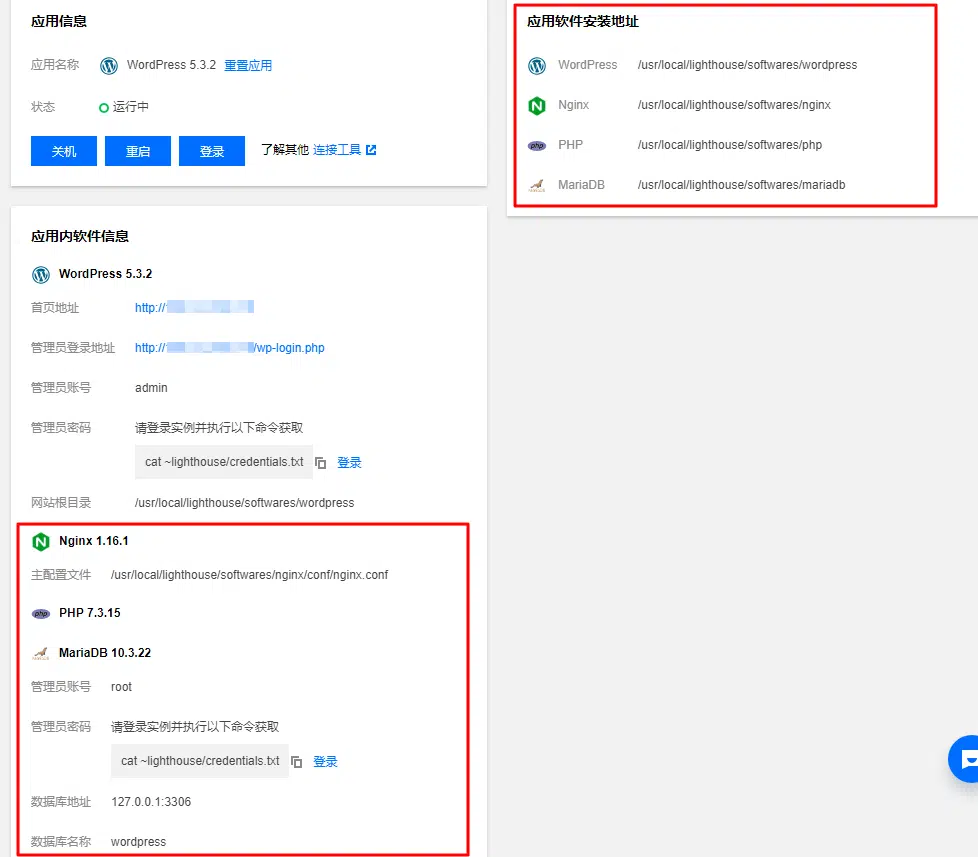 应用信息
应用名称 WordPress 5.3.2 重置应用
状态 运行中
关机 重启 登录 了解其他 连接工具
应用内软件信息
WordPress 5.3.2
首页地址 http://
管理员登录地址 http:// /wp-login.php
管理员账号 admin
管理员密码 请登录实例并执行以下命令获取
cat ~lighthouse/credentials.txt 登录
网站根目录 /usr/local/lighthouse/softwares/wordpress
Nginx 1.16.1
主配置文件 /usr/local/lighthouse/softwares/nginx/conf/nginx.conf
php PHP 7.3.15
MariaDB 10.3.22
管理员账号 root
管理员密码 请登录实例并执行以下命令获取
cat ~lighthouse/credentials.txt 登录
数据库地址 127.0.0.1:3306
数据库名称 wordpress
应用软件安装地址
WordPress /usr/local/lighthouse/softwares/wordpress
Nginx /usr/local/lighthouse/softwares/nginx
php PHP /usr/local/lighthouse/softwares/php
MariaDB /usr/local/lighthouse/softwares/mariadb